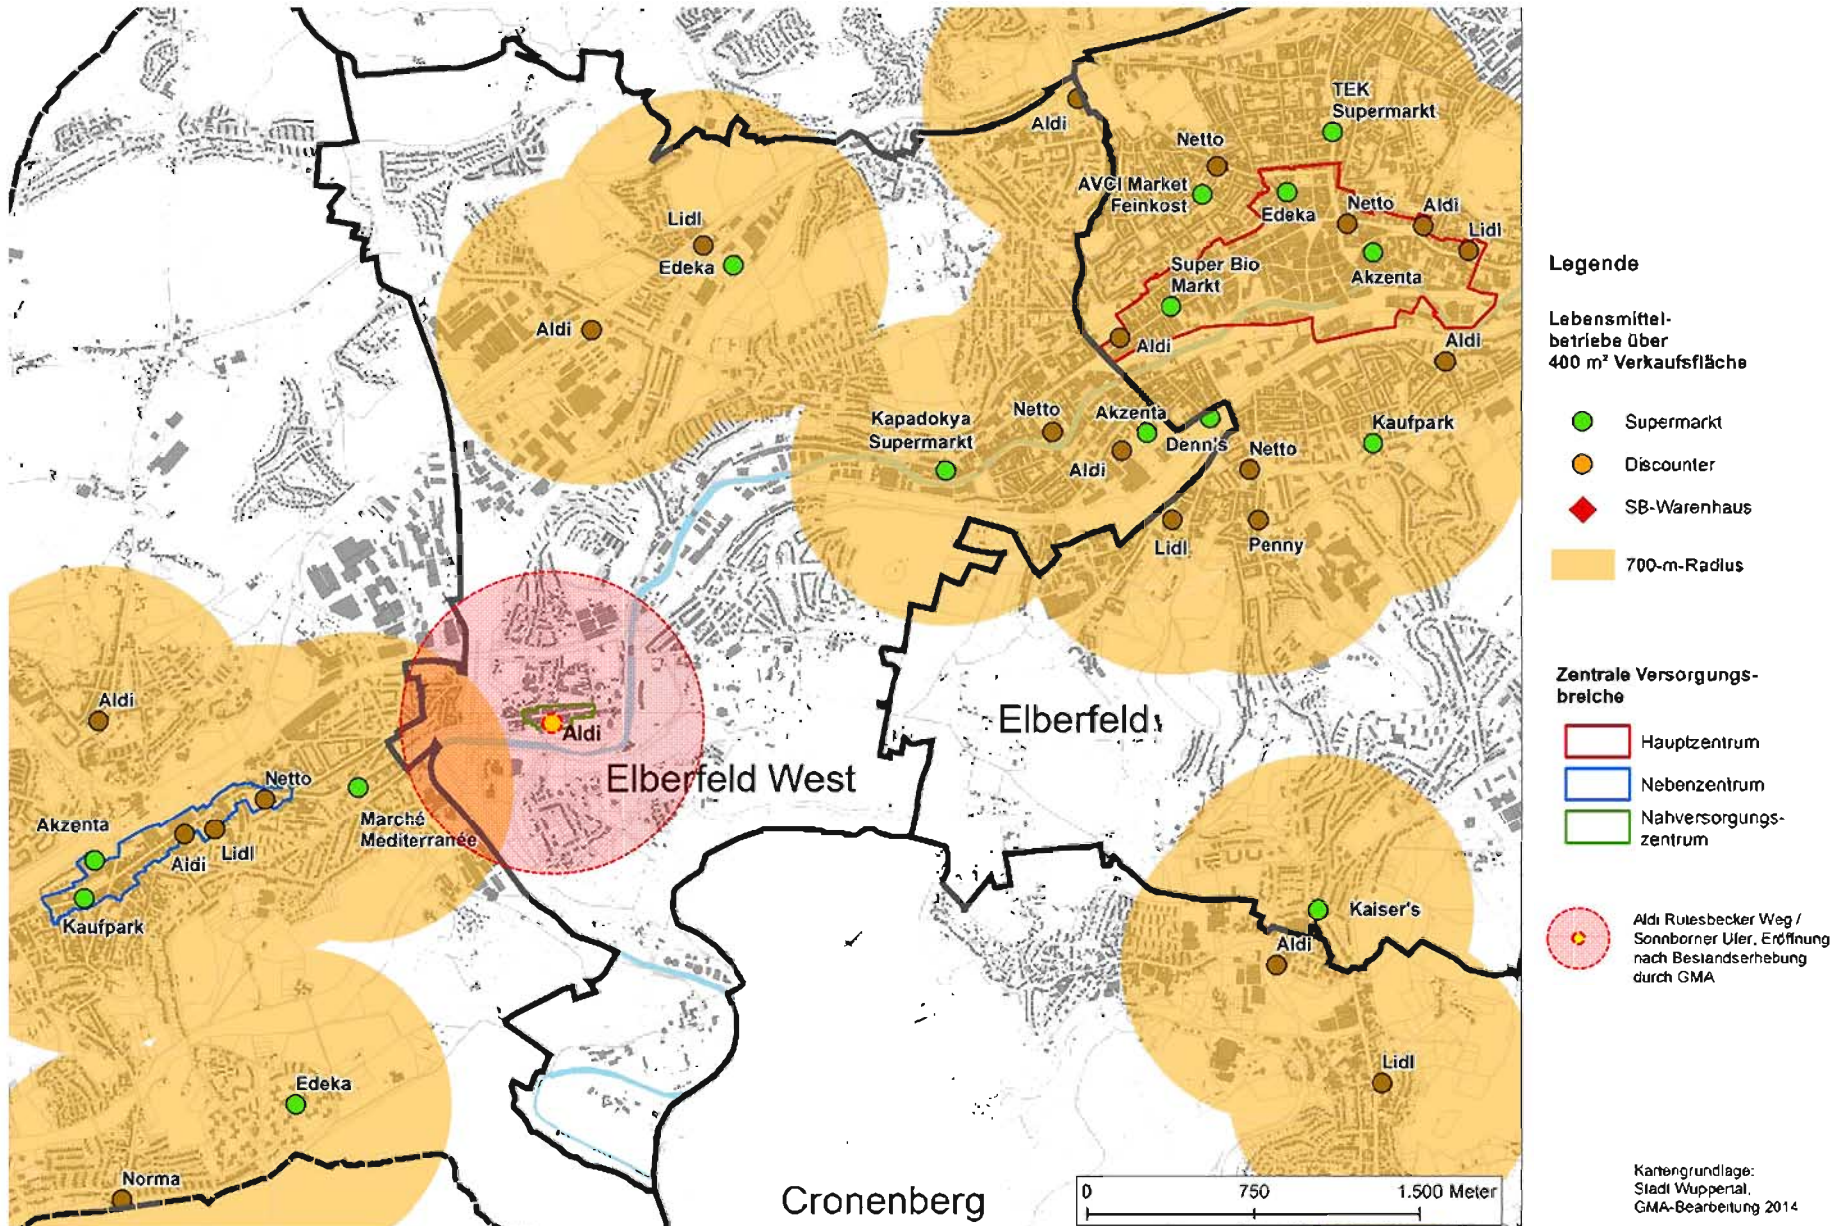 TEK
Supermarkt
Aldi
Netto
AVCI Market
Feinkost
Edeka
Netto
Aldi
Lidl
Lidl
Edeka
Super Bio
Markt
Akzenta
Aldi
Aldi
Aldi
Kapadokya
Supermarkt
Netto
Akzenta
Aldi
Denn's
Netto
Kaufpark
Lidl
Penny
Aldi
Aldi
Elberfeld
Elberfeld West
Netto
Marché
Mediterranée
Akzenta
Aldi
Lidl
Kaufpark
Kaiser's
Aldi
Lidl
Edeka
Norma
Cronenberg
0 750 1.500 Meter
Legende
Lebensmittel-
betriebe über
400 m² Verkaufsfläche
Supermarkt
Discounter
SB-Warenhaus
700-m-Radius
Zentrale Versorgungs-
breiche
Hauptzentrum
Nebenzentrum
Nahversorgungs-
zentrum
Aldi Rutesbecker Weg /
Sonnborner Ufer, Eröffnung
nach Bestandserhebung
durch GMA
Kartengrundlage:
Stadt Wuppertal,
GMA-Bearbeitung 2014